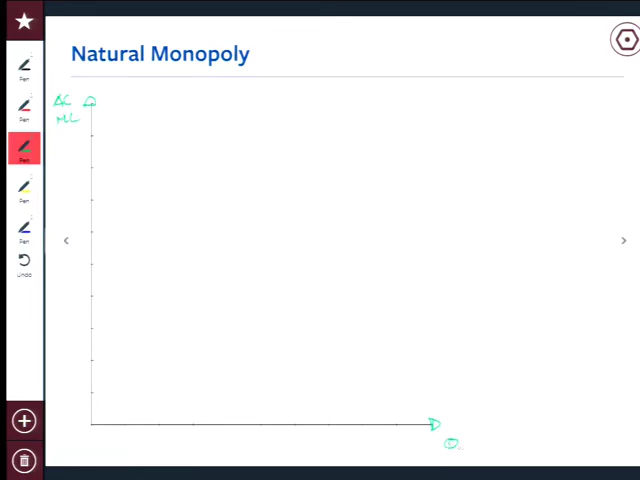 Natural Monopoly
AC
MC
Pen
Pen
Pen
Pen
Pen
Undo
Q